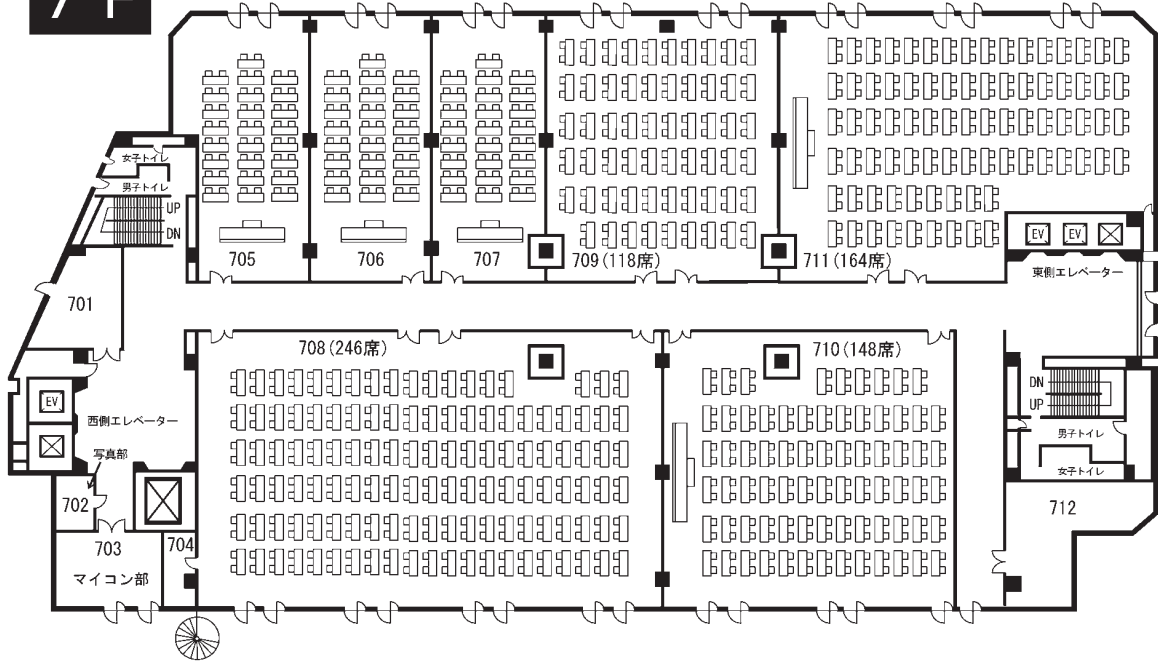 7F
女子トイレ
男子トイレ
UP
DN
705
706
707
709(118席)
711(164席)
EV
EV
東側エレベーター
701
708(246席)
710(148席)
DN
UP
EV
西側エレベーター
男子トイレ
写真部
女子トイレ
702
712
703
704
マイコン部